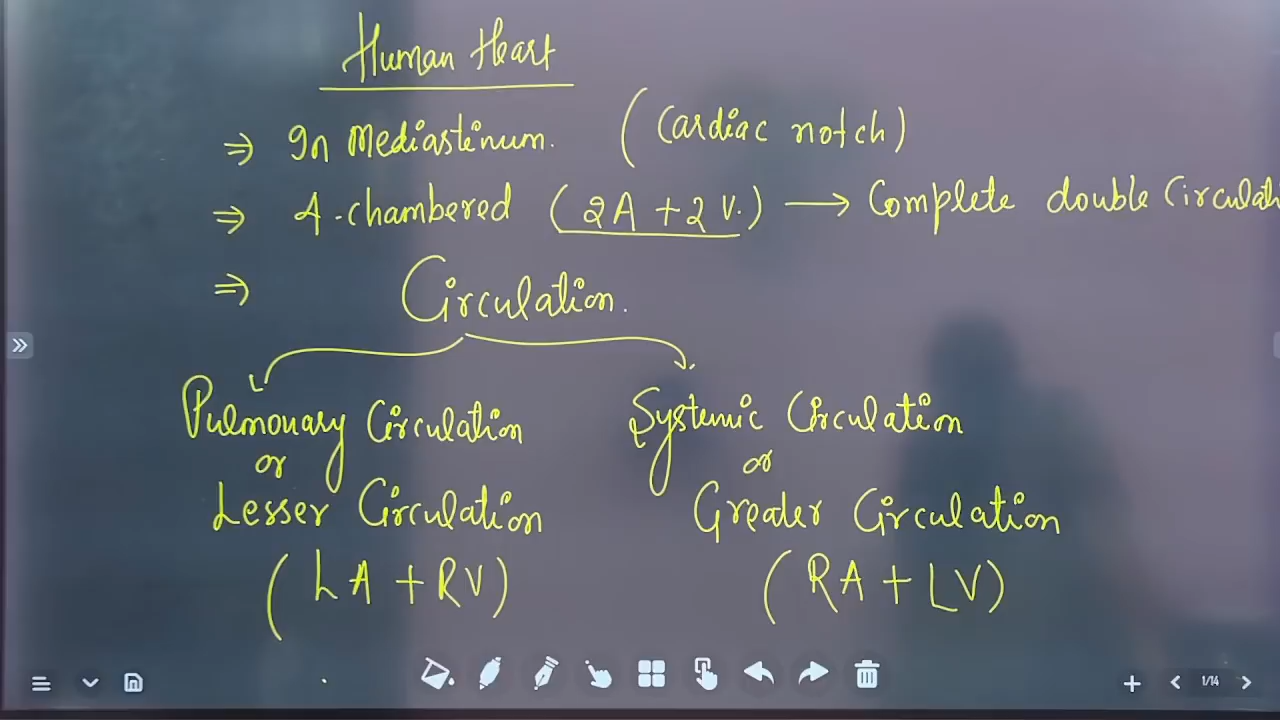 Human Heart
⇒ In Mediastinum. (Cardiac notch)
⇒ 4-chambered (2A + 2V.) → Complete double Circulat
⇒ Circulation.
Pulmonary Circulation Systemic Circulation
or or
Lesser Circulation Greater Circulation
(LA + RV) (RA + LV)
1/14